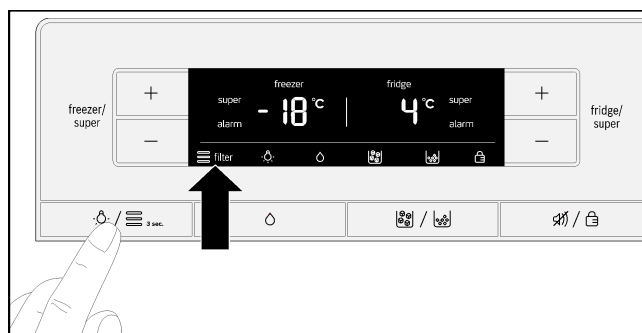 freezer fridge
super super
- 18 °C 4 °C
alarm alarm
freezer/
super
+
−
+
−
fridge/
super
filter
/ 3 sec.
/
/